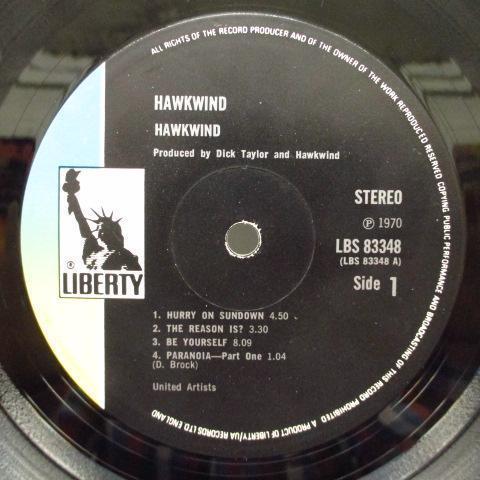 ALL RIGHTS OF THE RECORD PRODUCER AND OF THE OWNER OF THE WORK REPRODUCED RESERVED COPYING PUBLIC PERFORMANCE AND BROADCASTING OF THIS RECORD PROHIBITED A PRODUCT OF LIBERTY/UA RECORDS LTD ENGLAND
HAWKWIND
HAWKWIND
Produced by Dick Taylor and Hawkwind
STEREO
℗ 1970
LBS 83348
(LBS 83348 A)
Side 1
®
LIBERTY
1. HURRY ON SUNDOWN 4.50
2. THE REASON IS? 3.30
3. BE YOURSELF 8.09
4. PARANOIA—Part One 1.04
(D. Brock)
United Artists